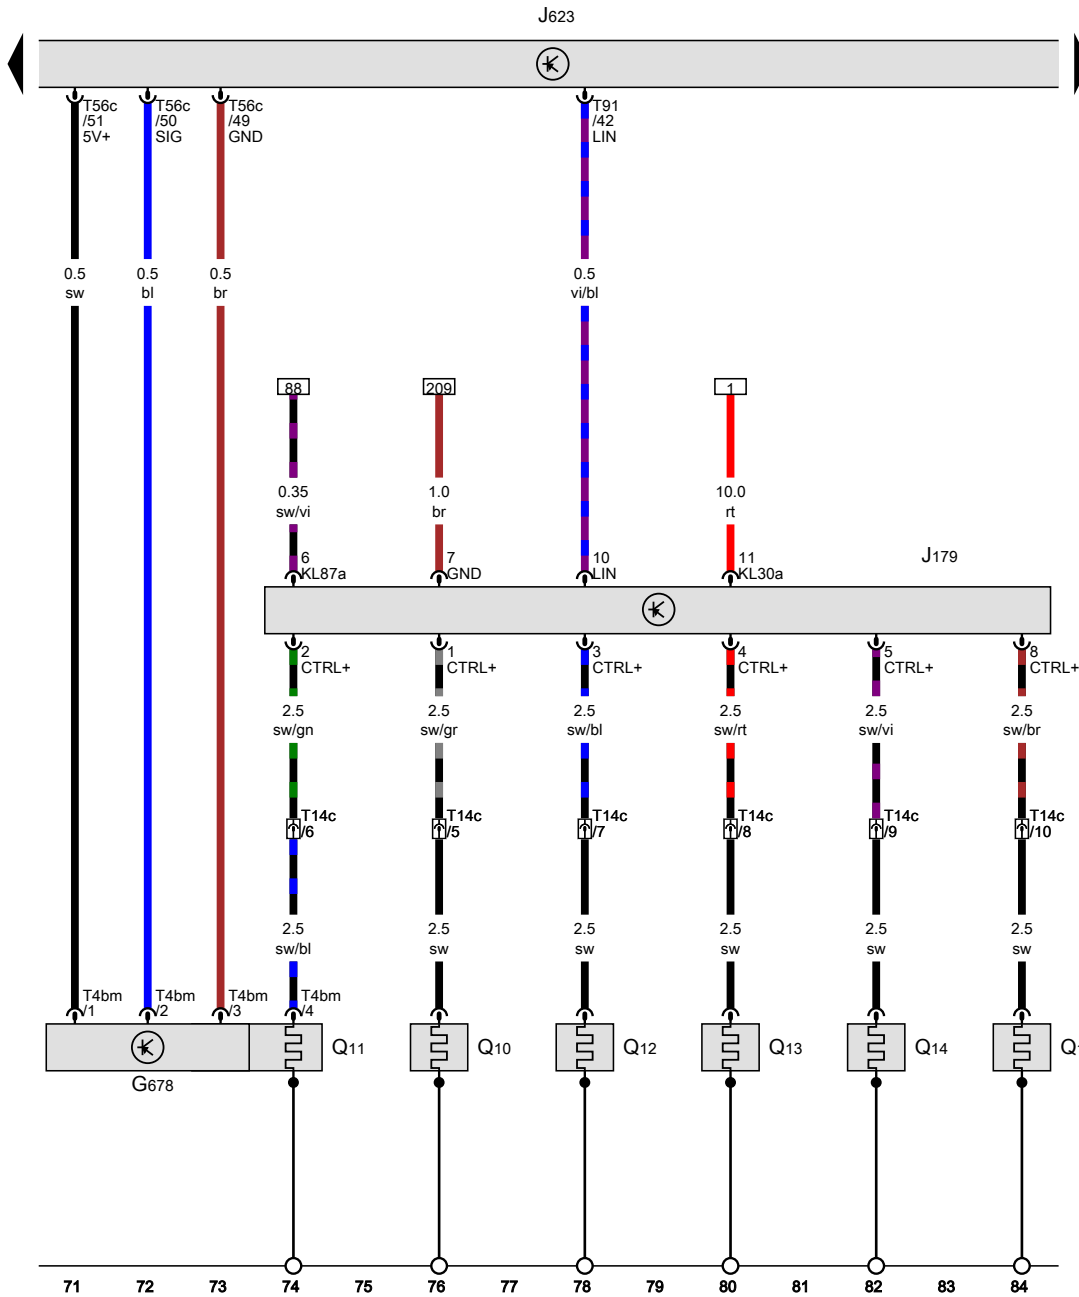 J623
T56c T56c T56c T91
/51 /50 /49 /42
5V+ SIG GND LIN
0.5 0.5 0.5 0.5
sw bl br vi/bl
88 209 1
0.35 1.0 10.0
sw/vi br rt
6 7 10 11 J179
KL87a GND LIN KL30a
2 1 3 4 5 8
CTRL+ CTRL+ CTRL+ CTRL+ CTRL+ CTRL+
2.5 2.5 2.5 2.5 2.5 2.5
sw/gn sw/gr sw/bl sw/rt sw/vi sw/br
T14c T14c T14c T14c T14c T14c
/6 /5 /7 /8 /9 /10
2.5 2.5 2.5 2.5 2.5 2.5
sw/bl sw sw sw sw sw
T4bm T4bm T4bm T4bm
/1 /2 /3 /4
Q11 Q10 Q12 Q13 Q14
G678
71 72 73 74 75 76 77 78 79 80 81 82 83 84